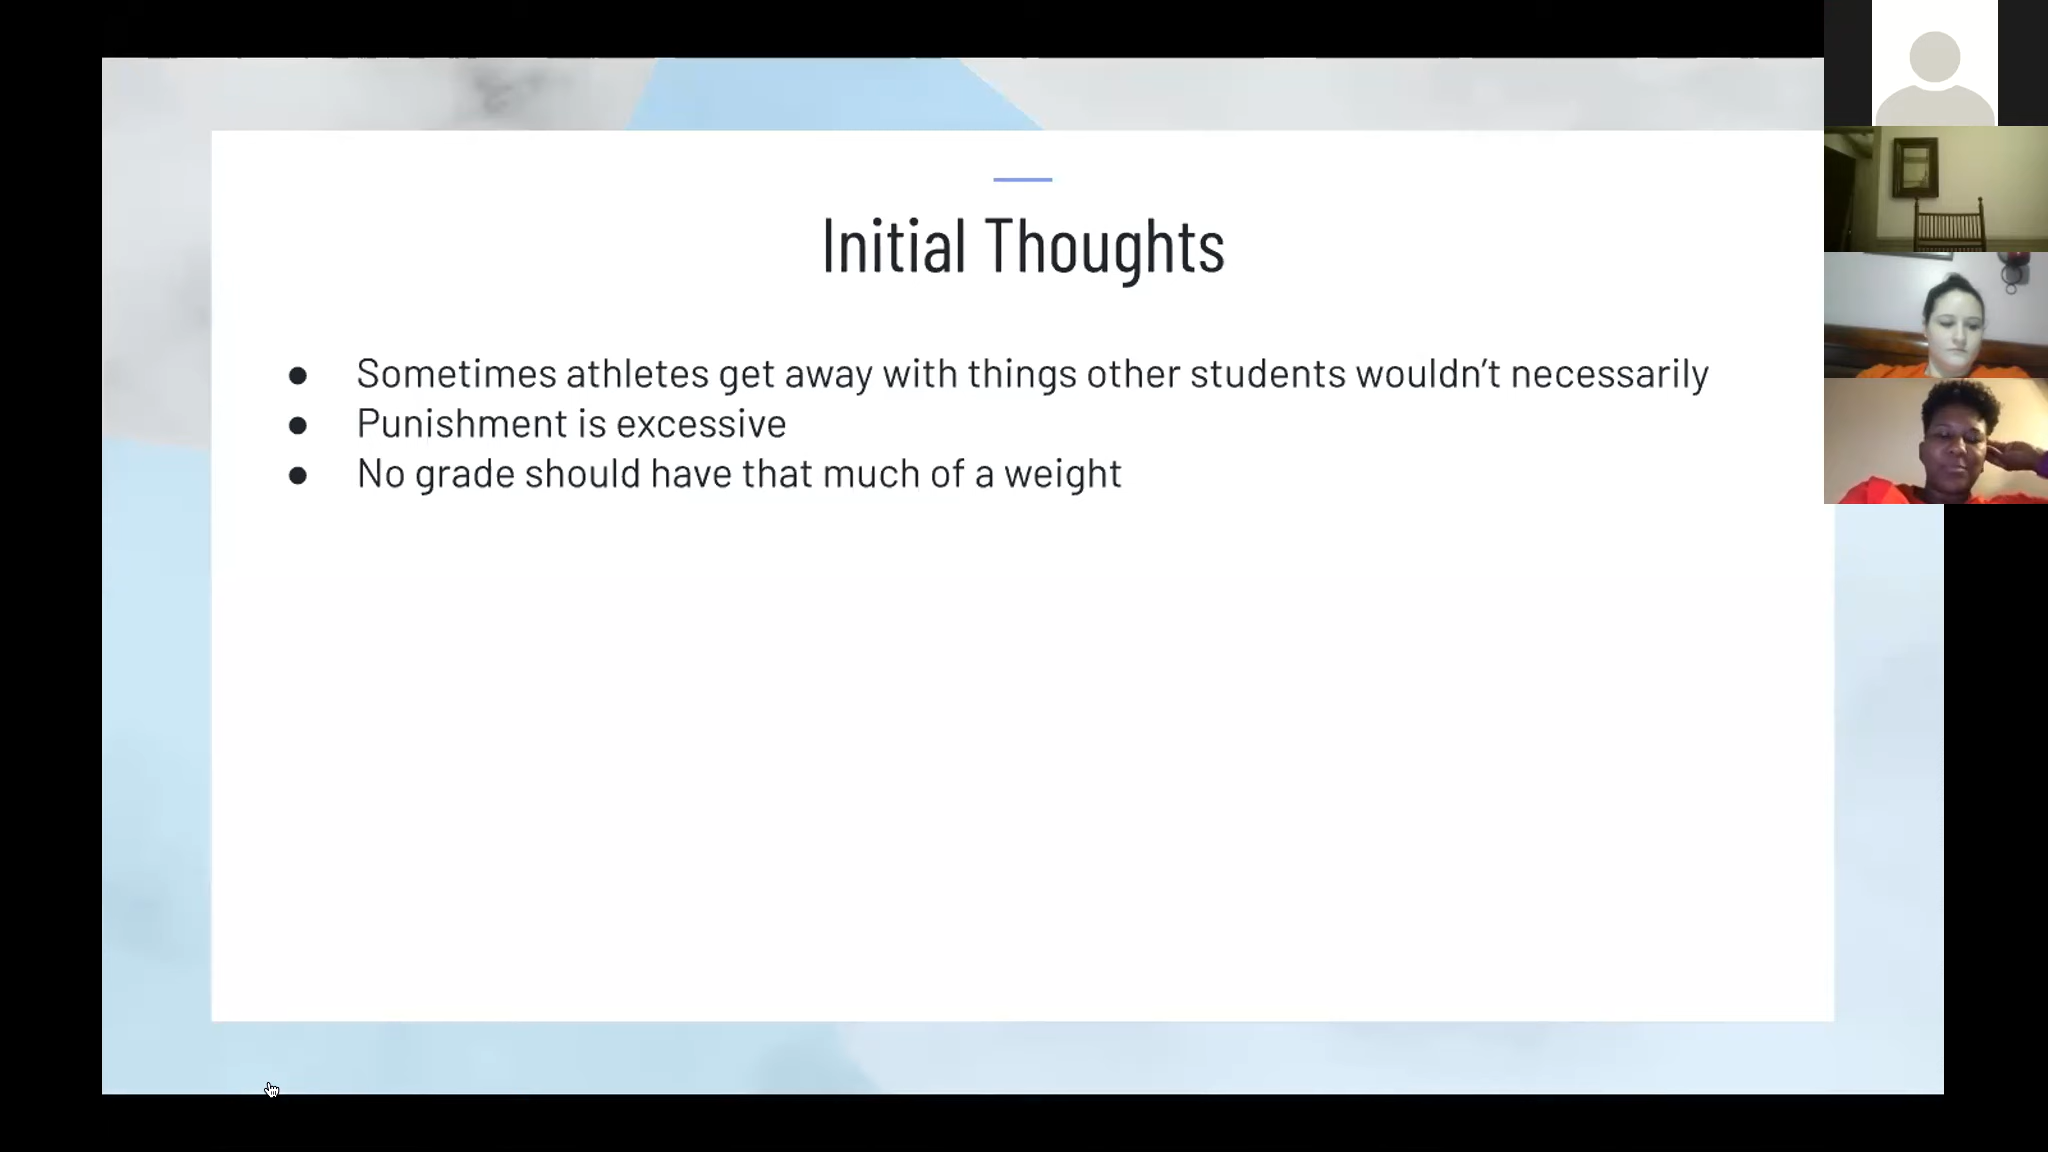 Initial Thoughts
● Sometimes athletes get away with things other students wouldn’t necessarily
● Punishment is excessive
● No grade should have that much of a weight